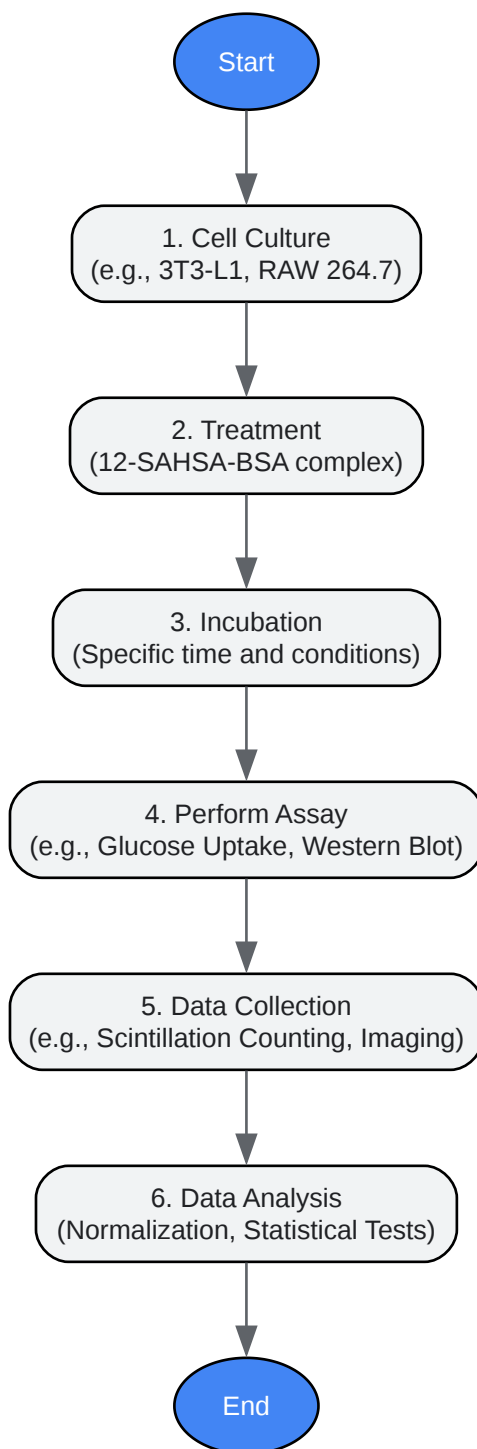 Start
1. Cell Culture
(e.g., 3T3-L1, RAW 264.7)
2. Treatment
(12-SAHSA-BSA complex)
3. Incubation
(Specific time and conditions)
4. Perform Assay
(e.g., Glucose Uptake, Western Blot)
5. Data Collection
(e.g., Scintillation Counting, Imaging)
6. Data Analysis
(Normalization, Statistical Tests)
End